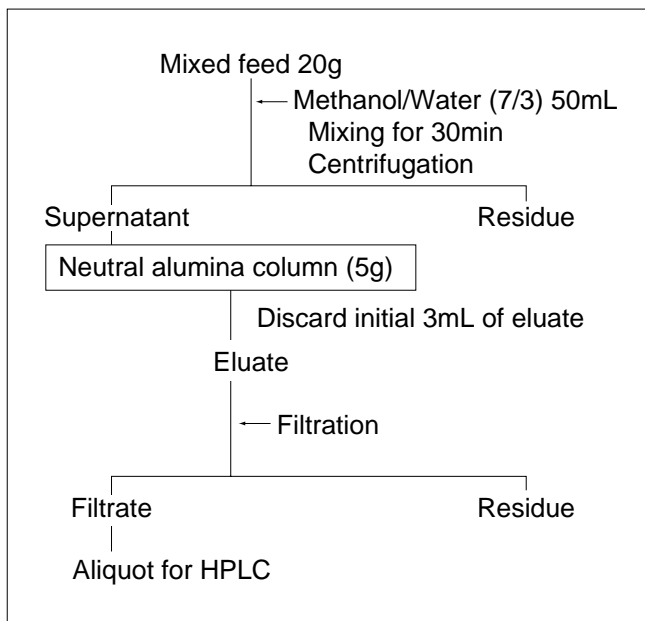 Mixed feed 20g
Methanol/Water (7/3) 50mL
Mixing for 30min
Centrifugation
Supernatant
Residue
Neutral alumina column (5g)
Discard initial 3mL of eluate
Eluate
Filtration
Filtrate
Residue
Aliquot for HPLC